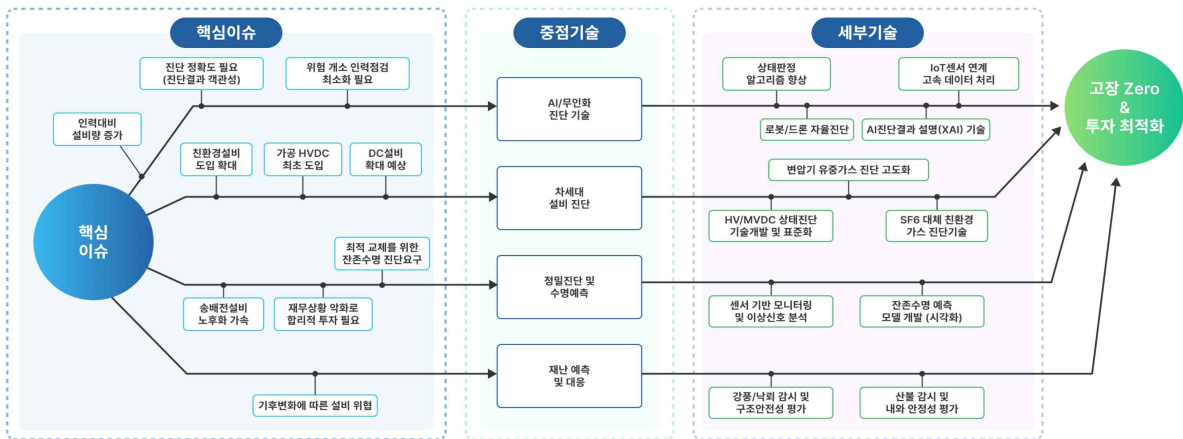 핵심이슈
중점기술
세부기술
진단 정확도 필요
(진단결과 객관성)
위험 개소 인력점검
최소화 필요
인력대비
설비량 증가
AI/무인화
진단 기술
상태판정
알고리즘 향상
IoT센서 연계
고속 데이터 처리
로봇/드론 자율진단
AI진단결과 설명(XAI) 기술
고장 Zero
&
투자 최적화
핵심
이슈
친환경설비
도입 확대
가공 HVDC
최초 도입
DC설비
확대 예상
차세대
설비 진단
변압기 유중가스 진단 고도화
HV/MVDC 상태진단
기술개발 및 표준화
SF6 대체 친환경
가스 진단기술
최적 교체를 위한
잔존수명 진단요구
송배전설비
노후화 가속
재무상황 악화로
합리적 투자 필요
정밀진단 및
수명예측
센서 기반 모니터링
및 이상신호 분석
잔존수명 예측
모델 개발 (시각화)
기후변화에 따른 설비 위협
재난 예측
및 대응
강풍/낙뢰 감시 및
구조안전성 평가
산불 감시 및
내와 안정성 평가